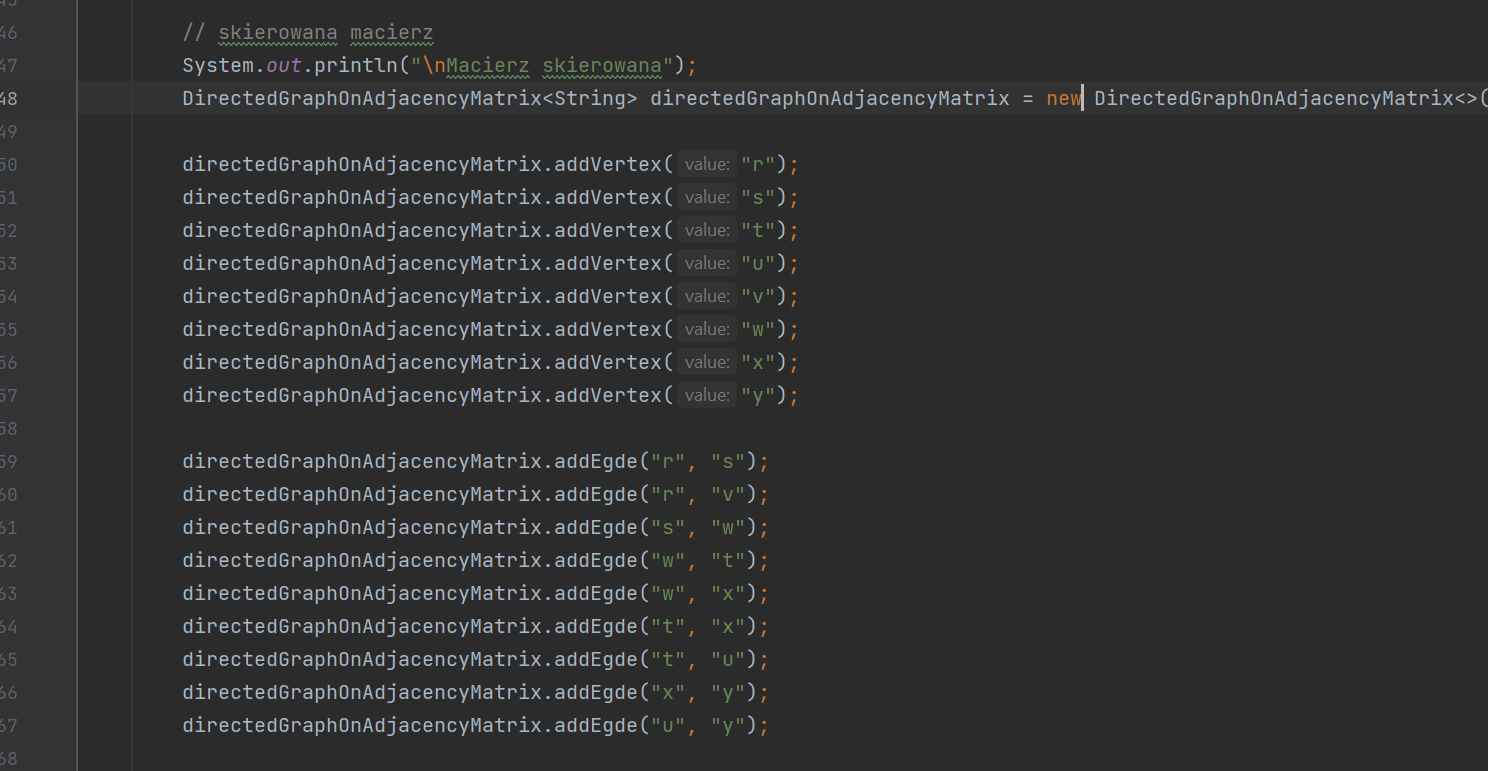 46 // skierowana macierz
47 System.out.println("\nMacierz skierowana");
48 DirectedGraphOnAdjacencyMatrix<String> directedGraphOnAdjacencyMatrix = new DirectedGraphOnAdjacencyMatrix<>(
49
50 directedGraphOnAdjacencyMatrix.addVertex( value: "r");
51 directedGraphOnAdjacencyMatrix.addVertex( value: "s");
52 directedGraphOnAdjacencyMatrix.addVertex( value: "t");
53 directedGraphOnAdjacencyMatrix.addVertex( value: "u");
54 directedGraphOnAdjacencyMatrix.addVertex( value: "v");
55 directedGraphOnAdjacencyMatrix.addVertex( value: "w");
56 directedGraphOnAdjacencyMatrix.addVertex( value: "x");
57 directedGraphOnAdjacencyMatrix.addVertex( value: "y");
58
59 directedGraphOnAdjacencyMatrix.addEgde("r", "s");
60 directedGraphOnAdjacencyMatrix.addEgde("r", "v");
61 directedGraphOnAdjacencyMatrix.addEgde("s", "w");
62 directedGraphOnAdjacencyMatrix.addEgde("w", "t");
63 directedGraphOnAdjacencyMatrix.addEgde("w", "x");
64 directedGraphOnAdjacencyMatrix.addEgde("t", "x");
65 directedGraphOnAdjacencyMatrix.addEgde("t", "u");
66 directedGraphOnAdjacencyMatrix.addEgde("x", "y");
67 directedGraphOnAdjacencyMatrix.addEgde("u", "y");
68